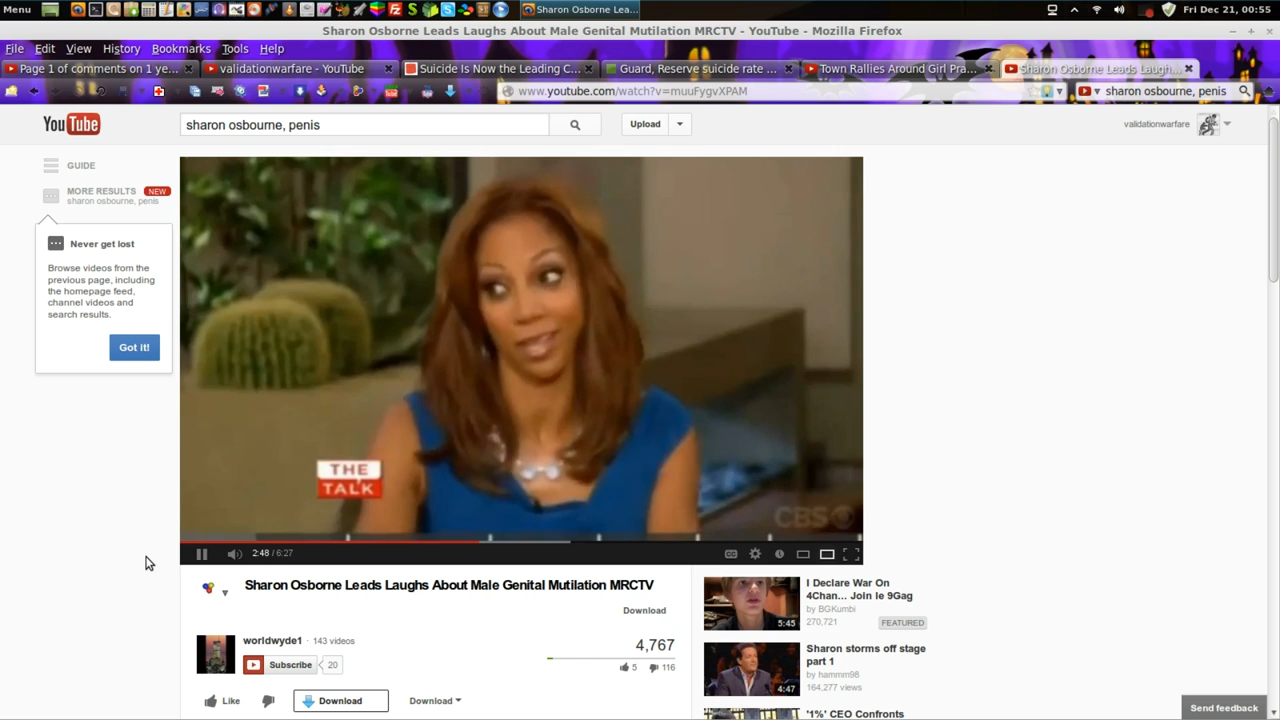 Menu
Sharon Osborne Lea...
Fri Dec 21, 00:55
Sharon Osborne Leads Laughs About Male Genital Mutilation MRCTV - YouTube - Mozilla Firefox
File Edit View History Bookmarks Tools Help
Page 1 of comments on 1 ye...
validationwarfare - YouTube
Suicide Is Now the Leading C...
Guard, Reserve suicide rate ...
Town Rallies Around Girl Pra...
Sharon Osborne Leads Laugh...
www.youtube.com/watch?v=muuFygvXPAM
sharon osbourne, penis
YouTube
sharon osbourne, penis
Upload
validationwarfare
GUIDE
MORE RESULTS NEW
sharon osbourne, penis
Never get lost
Browse videos from the
previous page, including
the homepage feed,
channel videos and
search results.
Got it!
THE
TALK
CBS
2:48 / 6:27
Sharon Osborne Leads Laughs About Male Genital Mutilation MRCTV
Download
worldwyde1 · 143 videos
Subscribe 20
4,767
5 116
Like
Download
Download
I Declare War On
4Chan... Join le 9Gag
by BGKumbi
270,721 FEATURED
5:45
Sharon storms off stage
part 1
by hammm98
164,277 views
4:47
'1%' CEO Confronts
Send feedback